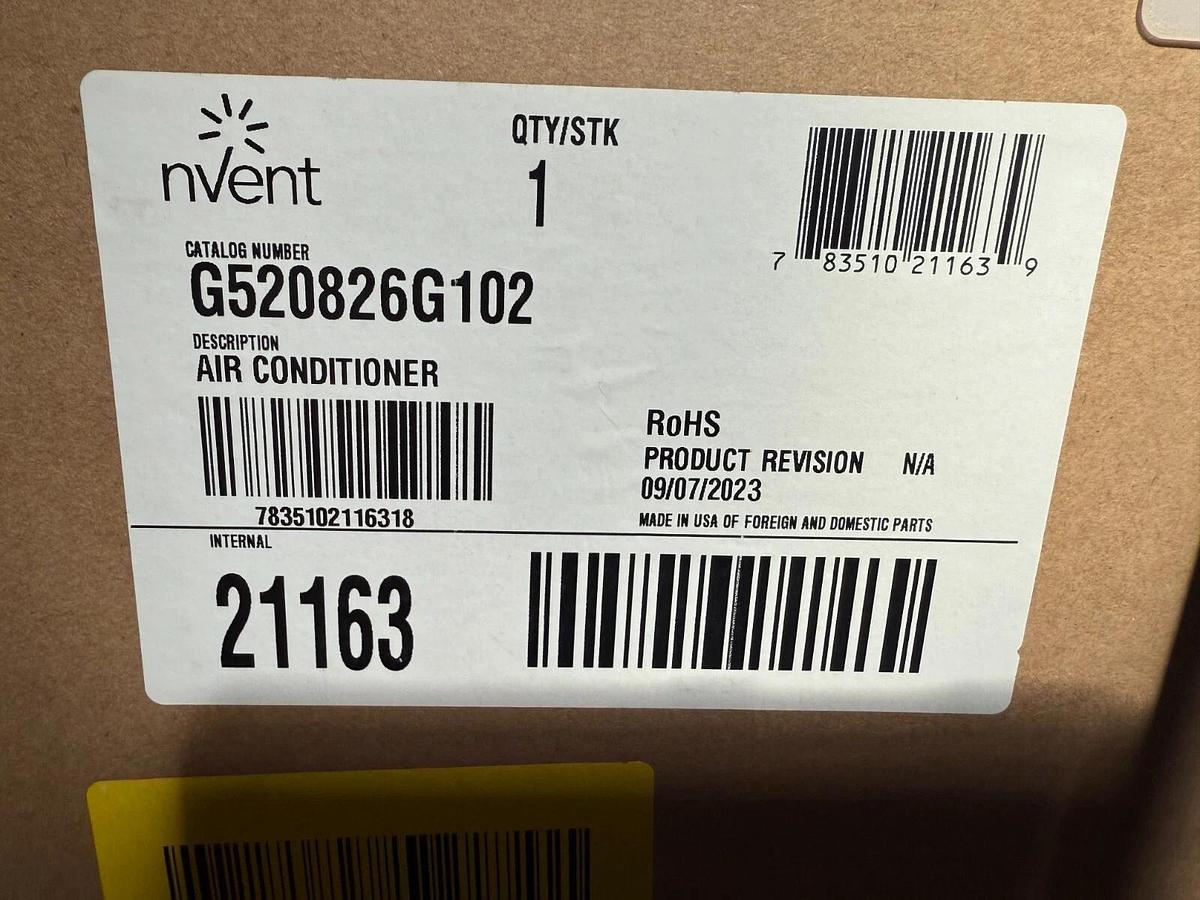 nVent
QTY/STK
1
7 83510 21163 9
CATALOG NUMBER
G520826G102
DESCRIPTION
AIR CONDITIONER
7835102116318
RoHS
PRODUCT REVISION N/A
09/07/2023
MADE IN USA OF FOREIGN AND DOMESTIC PARTS
INTERNAL
21163